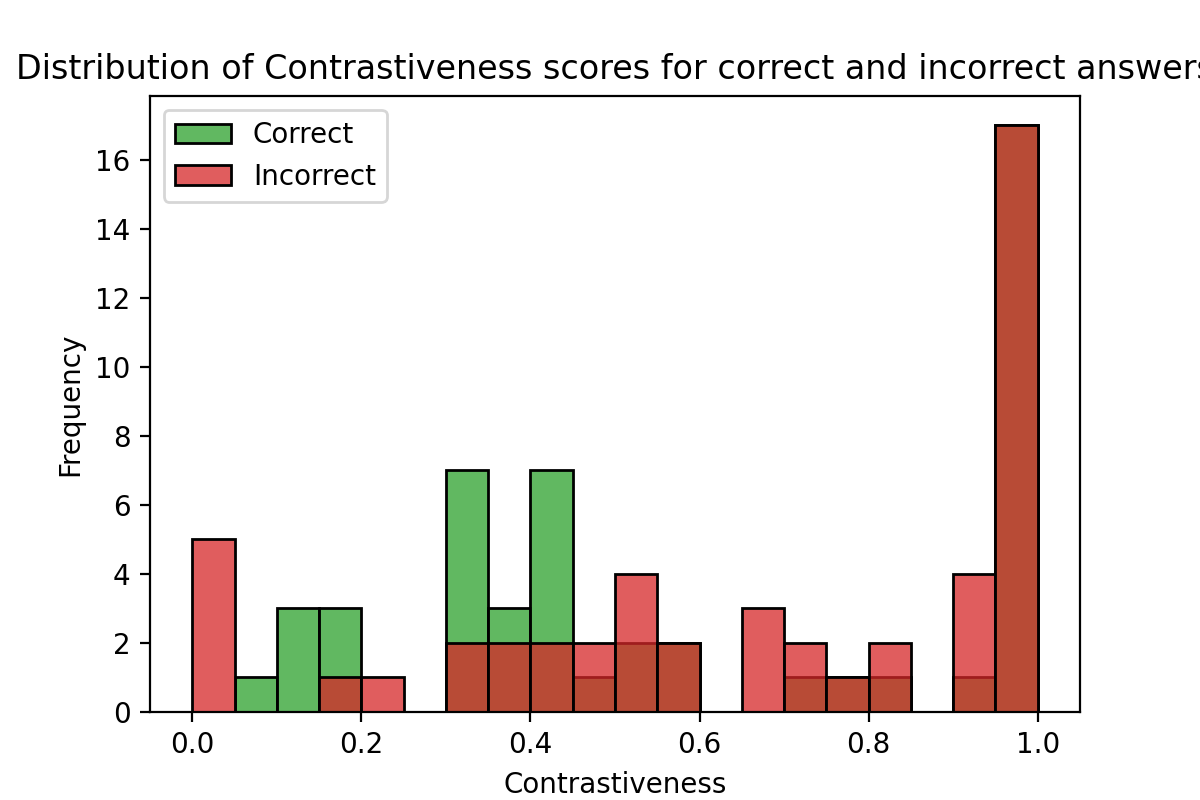 Distribution of Contrastiveness scores for correct and incorrect answers
Correct
Incorrect
16
14
12
10
8
6
4
2
0
Frequency
0.0 0.2 0.4 0.6 0.8 1.0
Contrastiveness